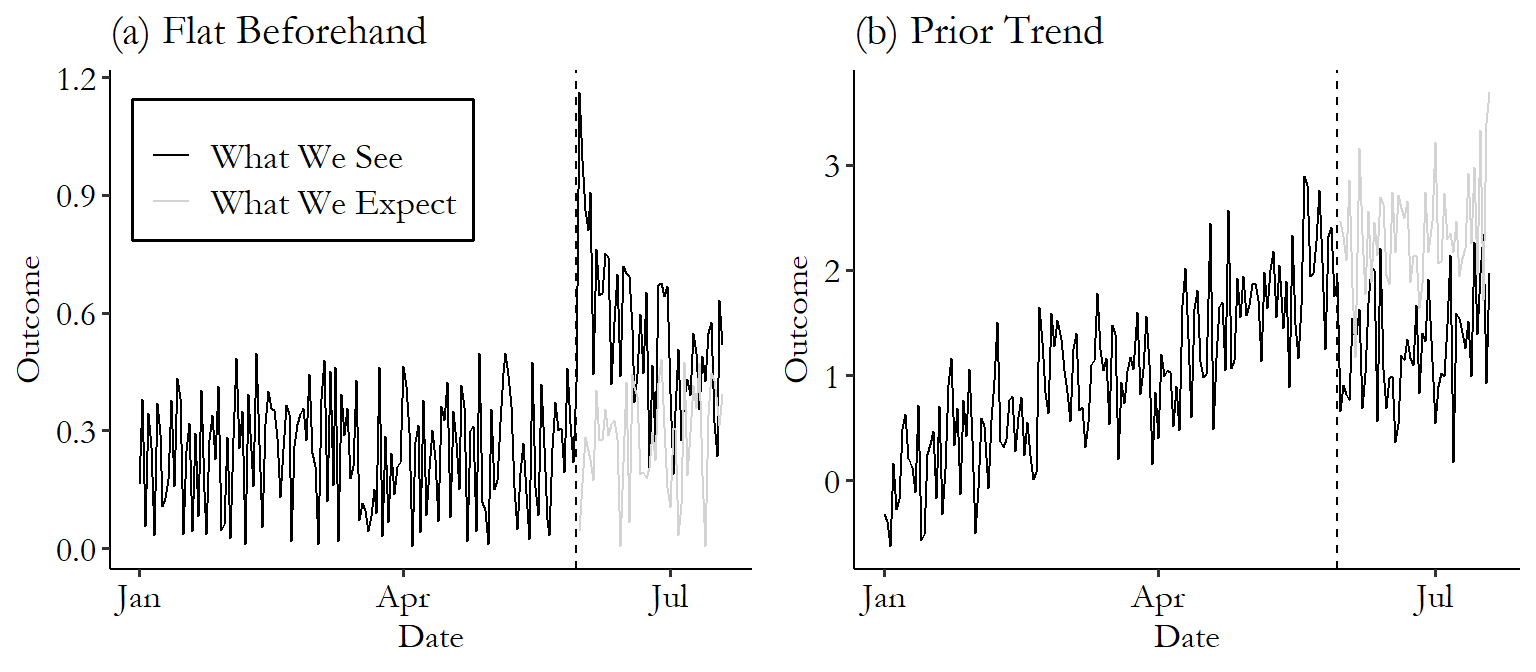 (a) Flat Beforehand
1.2
0.9
0.6
0.3
0.0
Outcome
What We See
What We Expect
Jan
Apr
Jul
Date
(b) Prior Trend
3
2
1
0
Outcome
Jan
Apr
Jul
Date